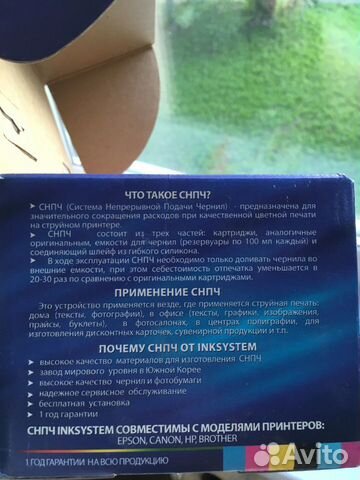 ЧТО ТАКОЕ СНПЧ?
➢ СНПЧ (Система Непрерывной Подачи Чернил) - предназначена для
значительного сокращения расходов при качественной цветной печати
на струйном принтере.
➢ СНПЧ состоит из трех частей: картриджи, аналогичные
оригинальным, емкости для чернил (резервуары по 100 мл каждый) и
соединяющей шлейф из гибкого силикона.
➢ В ходе эксплуатации СНПЧ необходимо только доливать чернила во
внешние емкости, при этом себестоимость отпечатка уменьшается в
20-30 раз по сравнению с оригинальными картриджами.
ПРИМЕНЕНИЕ СНПЧ
Это устройство применяется везде, где применяется струйная печать:
дома (тексты, фотографии), в офисе (тексты, графики, изображения,
прайсы, буклеты), в фотосалонах, в центрах полиграфии, для
изготовления дисконтных карточек, сувенирной продукции и т.п.
ПОЧЕМУ СНПЧ ОТ INKSYSTEM
➢ высокое качество материалов для изготовления СНПЧ
➢ завод мирового уровня в Южной Корее
➢ высокое качество чернил и фотобумаги
➢ надежное сервисное обслуживание
➢ бесплатная установка
➢ 1 год гарантии
СНПЧ INKSYSTEM СОВМЕСТИМЫ С МОДЕЛЯМИ ПРИНТЕРОВ:
EPSON, CANON, HP, BROTHER
1 ГОД ГАРАНТИИ НА ВСЮ ПРОДУКЦИЮ
Avito